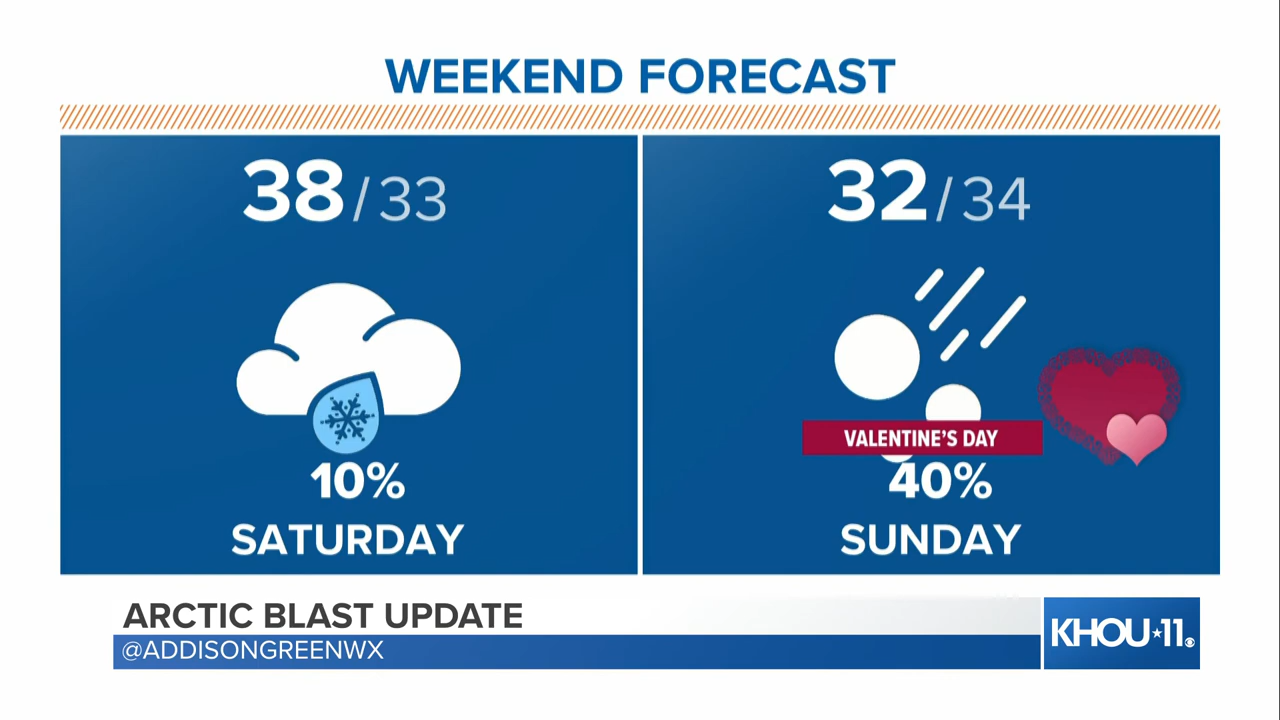 WEEKEND FORECAST
38/33
10%
SATURDAY
32/34
VALENTINE'S DAY
40%
SUNDAY
ARCTIC BLAST UPDATE
@ADDISONGREENWX
KHOU★11